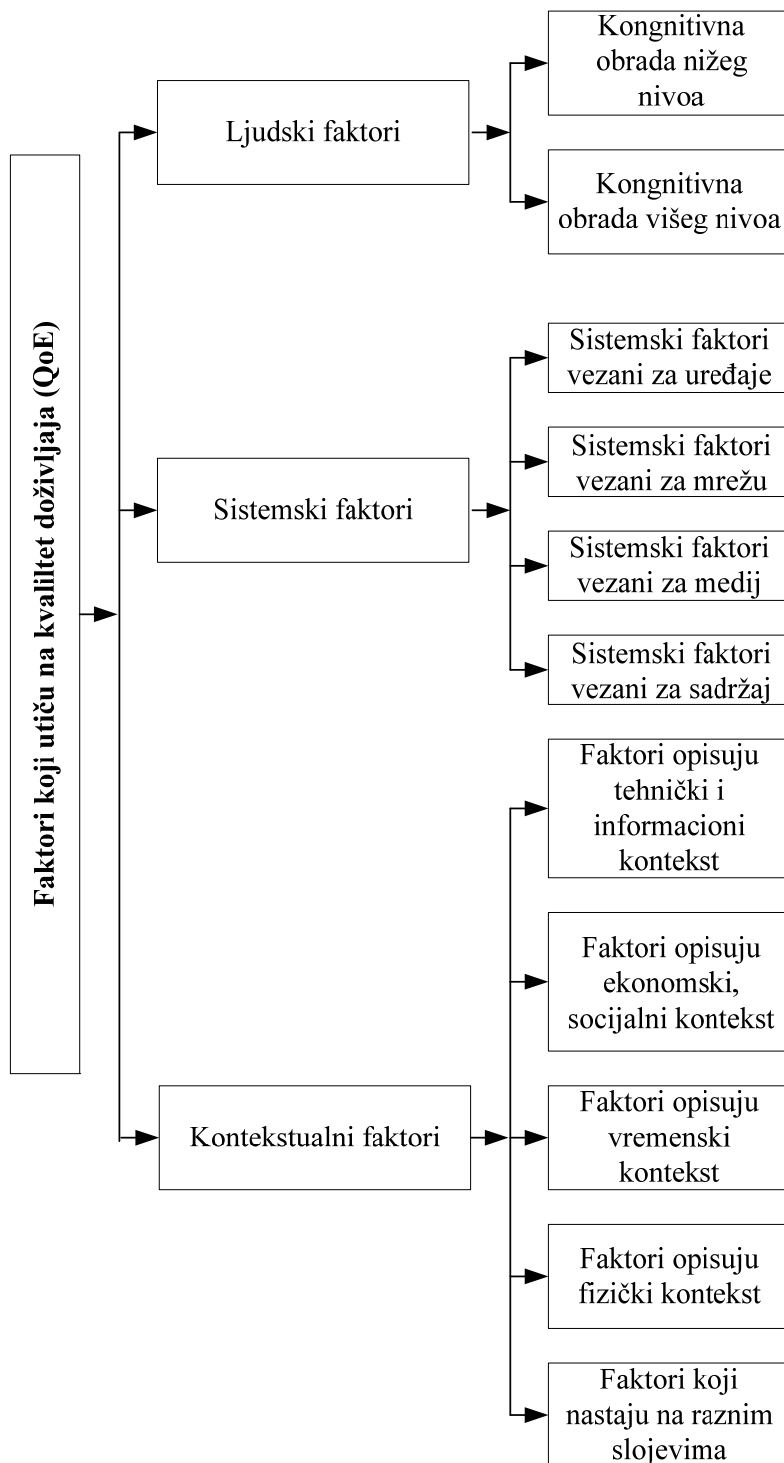 Faktori koji utiču na kvalitet doživljaja (QoE)
Ljudski faktori
Kongnitivna
obrada nižeg
nivoa
Kongnitivna
obrada višeg nivoa
Sistemski faktori
Sistemski faktori
vezani za uređaje
Sistemski faktori
vezani za mrežu
Sistemski faktori
vezani za medij
Sistemski faktori
vezani za sadržaj
Kontekstualni faktori
Faktori opisuju
tehnički i
informacioni
kontekst
Faktori opisuju
ekonomski,
socijalni kontekst
Faktori opisuju
vremenski
kontekst
Faktori opisuju
fizički kontekst
Faktori koji
nastaju na raznim
slojevima